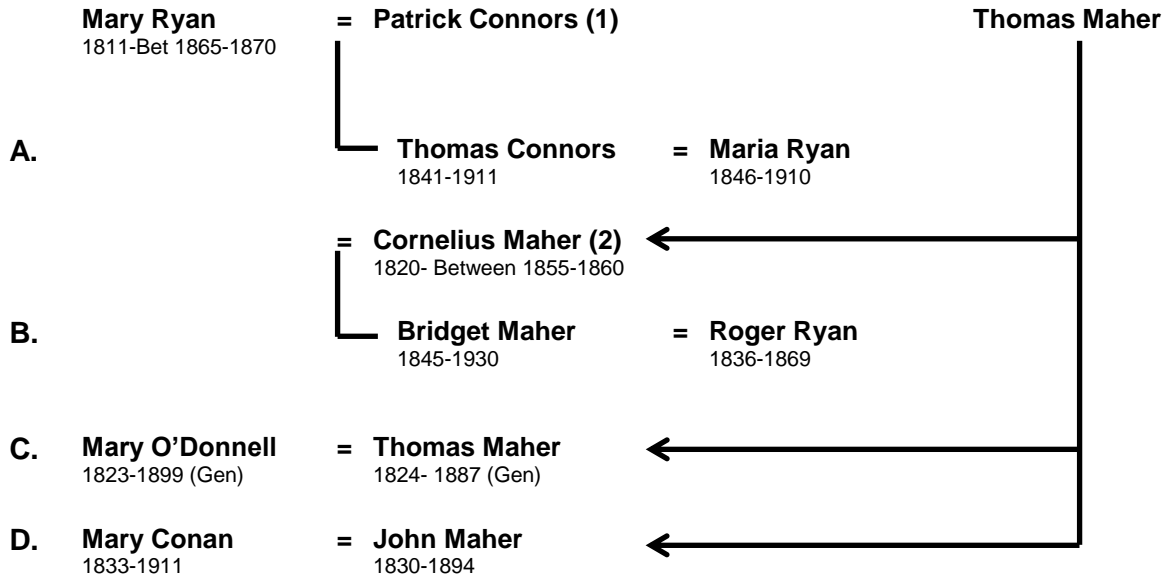 Mary Ryan = Patrick Connors (1) Thomas Maher
1811-Bet 1865-1870
A. Thomas Connors = Maria Ryan
1841-1911 1846-1910
= Cornelius Maher (2)
1820- Between 1855-1860
B. Bridget Maher = Roger Ryan
1845-1930 1836-1869
C. Mary O’Donnell = Thomas Maher
1823-1899 (Gen) 1824- 1887 (Gen)
D. Mary Conan = John Maher
1833-1911 1830-1894